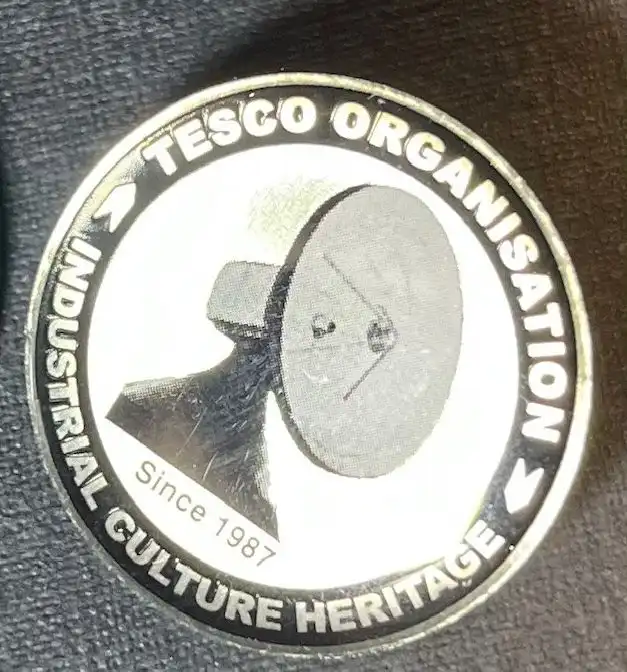 TESCO ORGANISATION
INDUSTRIAL CULTURE HERITAGE
Since 1987